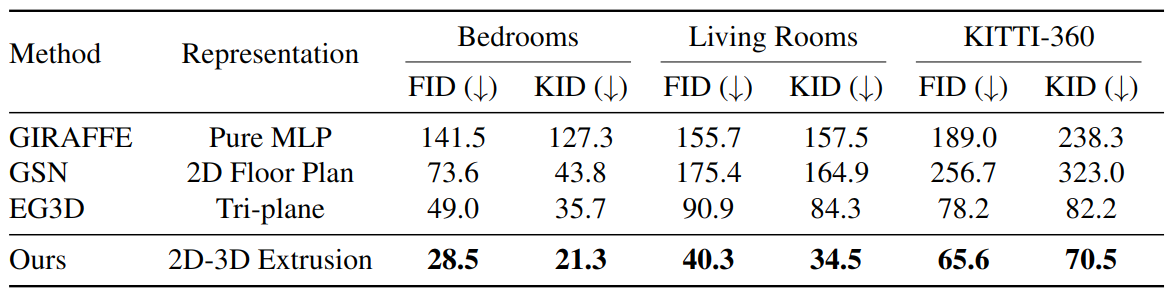 Method Representation Bedrooms Living Rooms KITTI-360
FID (↓) KID (↓) FID (↓) KID (↓) FID (↓) KID (↓)
GIRAFFE Pure MLP 141.5 127.3 155.7 157.5 189.0 238.3
GSN 2D Floor Plan 73.6 43.8 175.4 164.9 256.7 323.0
EG3D Tri-plane 49.0 35.7 90.9 84.3 78.2 82.2
Ours 2D-3D Extrusion 28.5 21.3 40.3 34.5 65.6 70.5